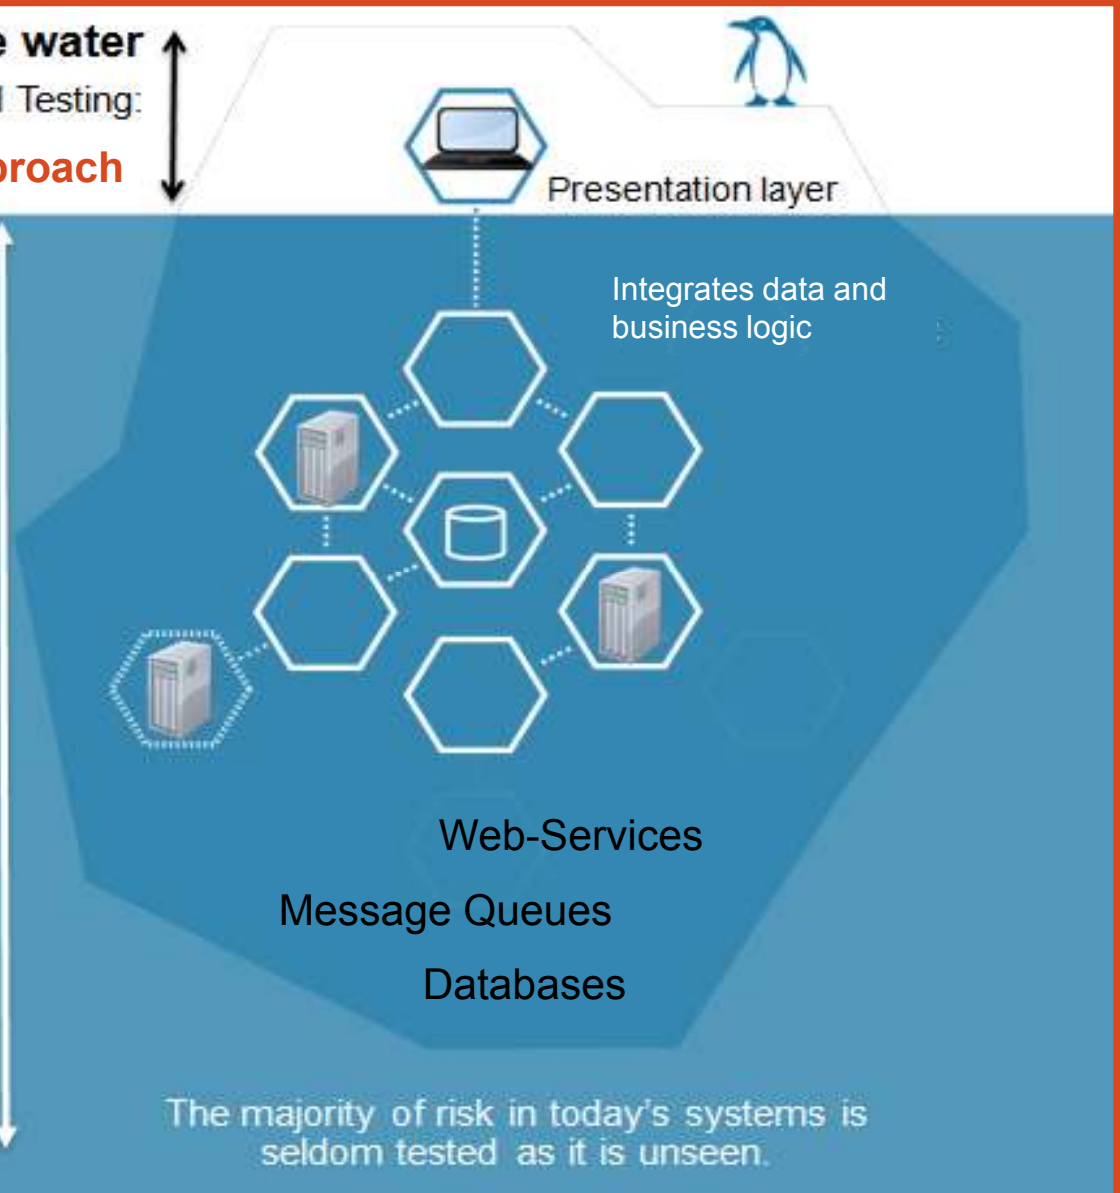 e water
Testing:
proach
Presentation layer
Integrates data and
business logic
Web-Services
Message Queues
Databases
The majority of risk in today's systems is
seldom tested as it is unseen.